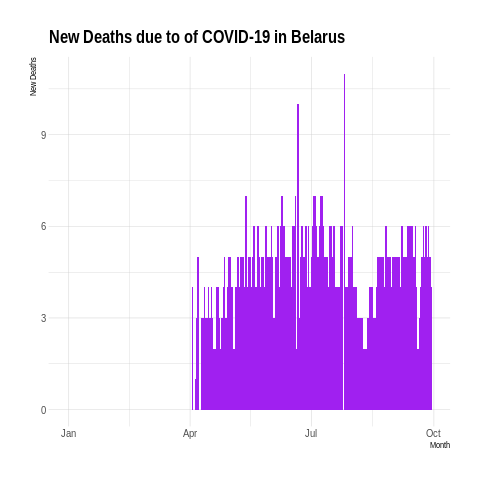 New Deaths due to of COVID-19 in Belarus
New Deaths
9
6
3
0
Jan Apr Jul Oct
Month